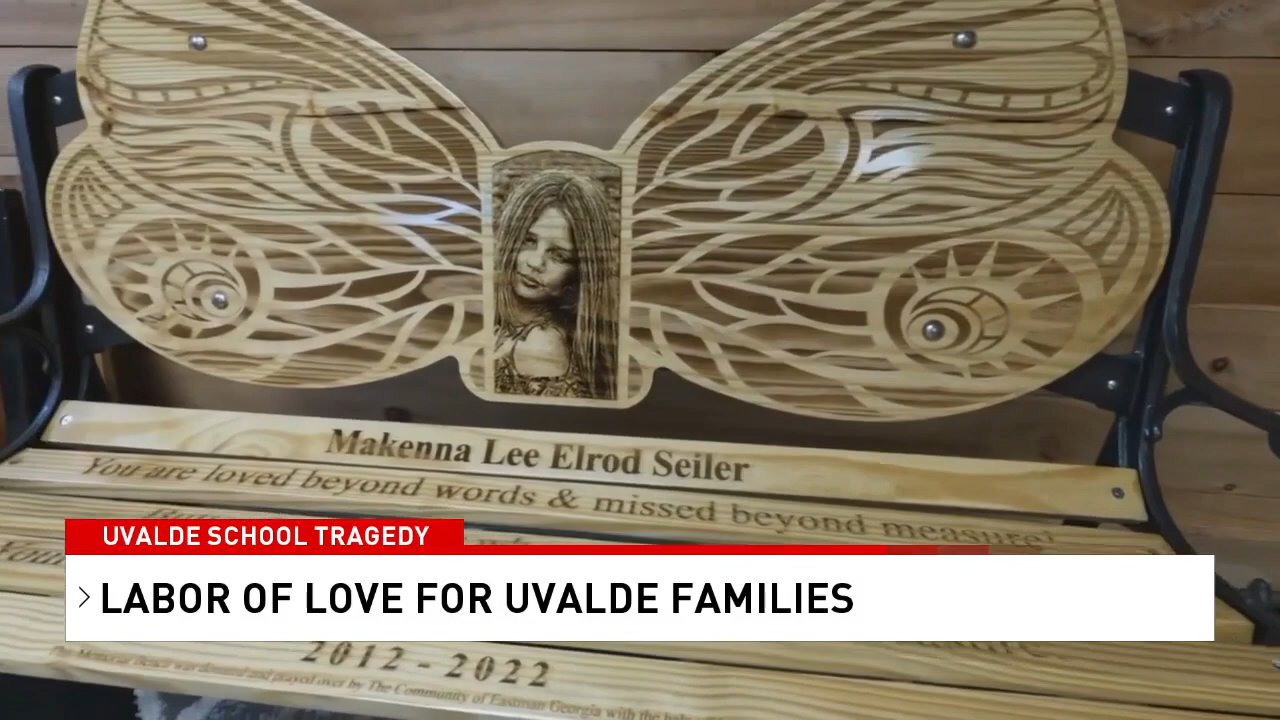 Makenna Lee Elrod Seiler
You are loved beyond words & missed beyond measure!
UVALDE SCHOOL TRAGEDY
Your
LABOR OF LOVE FOR UVALDE FAMILIES
2012 - 2022
This Memorial Bench was donated and prayed over by The Community of Eastman Georgia with the